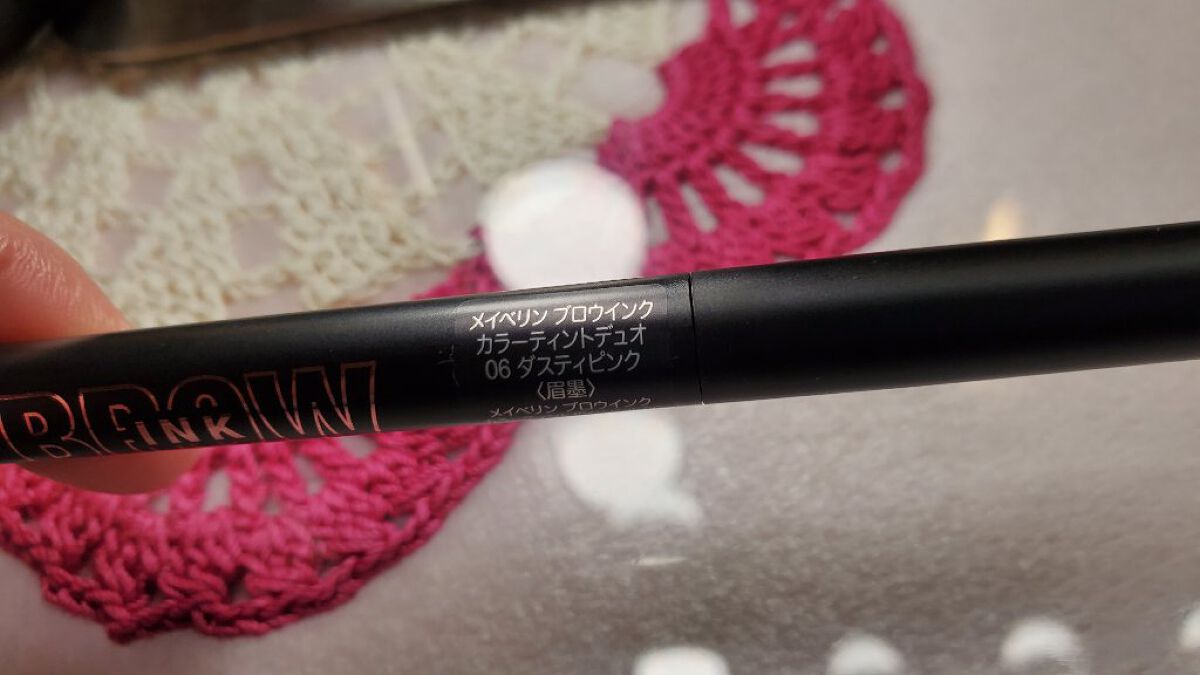 BROW
INK
メイベリン ブロウインク
カラーティントデュオ
06 ダスティピンク
〈眉墨〉
メイベリン ブロウインク